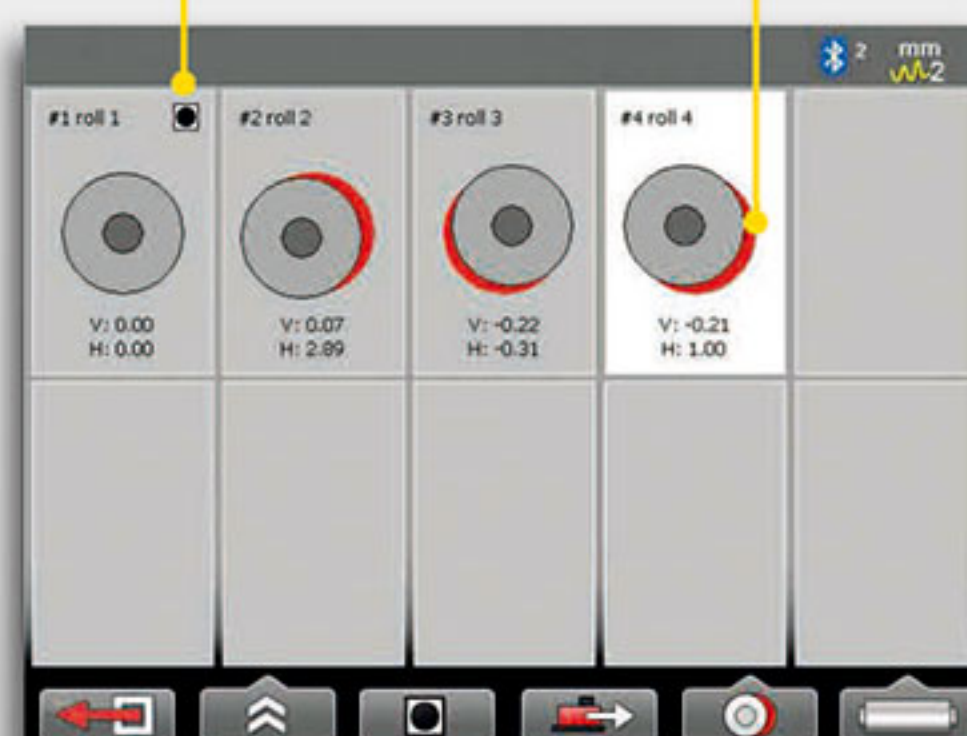 2 mm
2
#1 roll 1
#2 roll 2
#3 roll 3
#4 roll 4
V: 0.00
H: 0.00
V: 0.07
H: 2.89
V: -0.22
H: -0.31
V: -0.21
H: 1.00